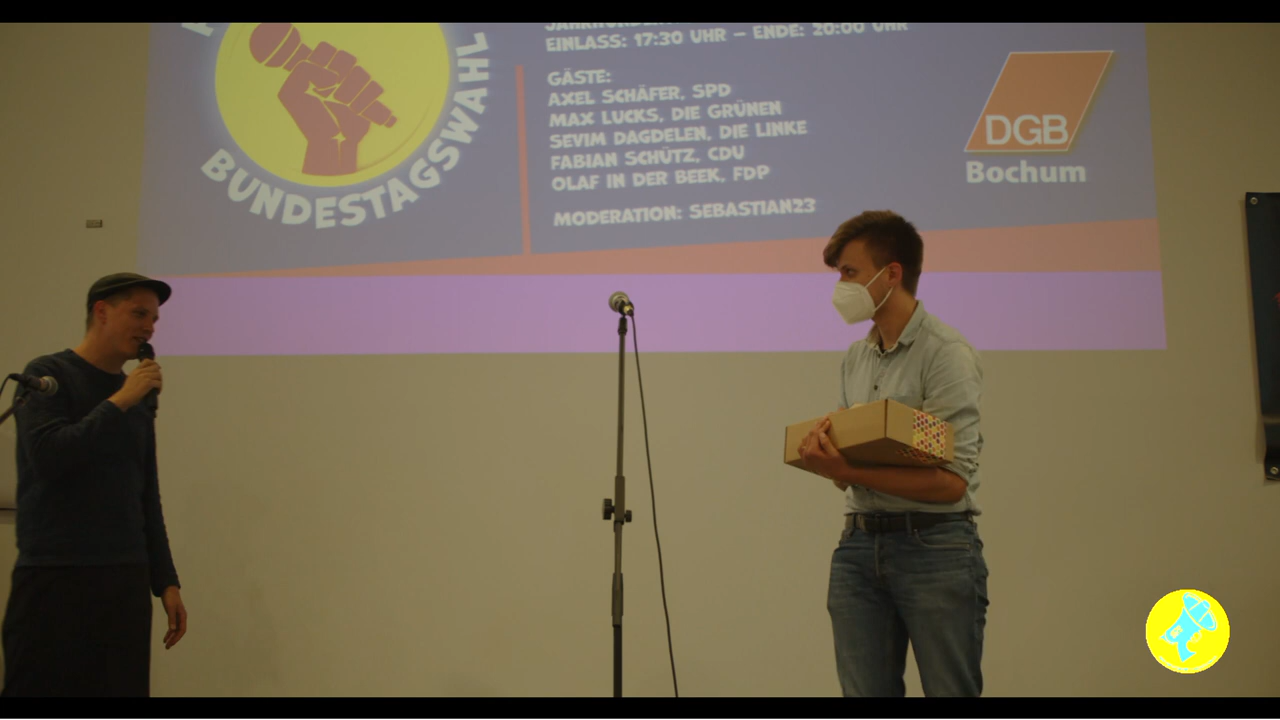 BUNDESTAGSWAHL
EINLASS: 17:30 UHR – ENDE: 20:00 UHR
GÄSTE:
AXEL SCHÄFER, SPD
MAX LUCKS, DIE GRÜNEN
SEVIM DAGDELEN, DIE LINKE
FABIAN SCHÜTZ, CDU
OLAF IN DER BEEK, FDP
MODERATION: SEBASTIAN23
DGB
Bochum